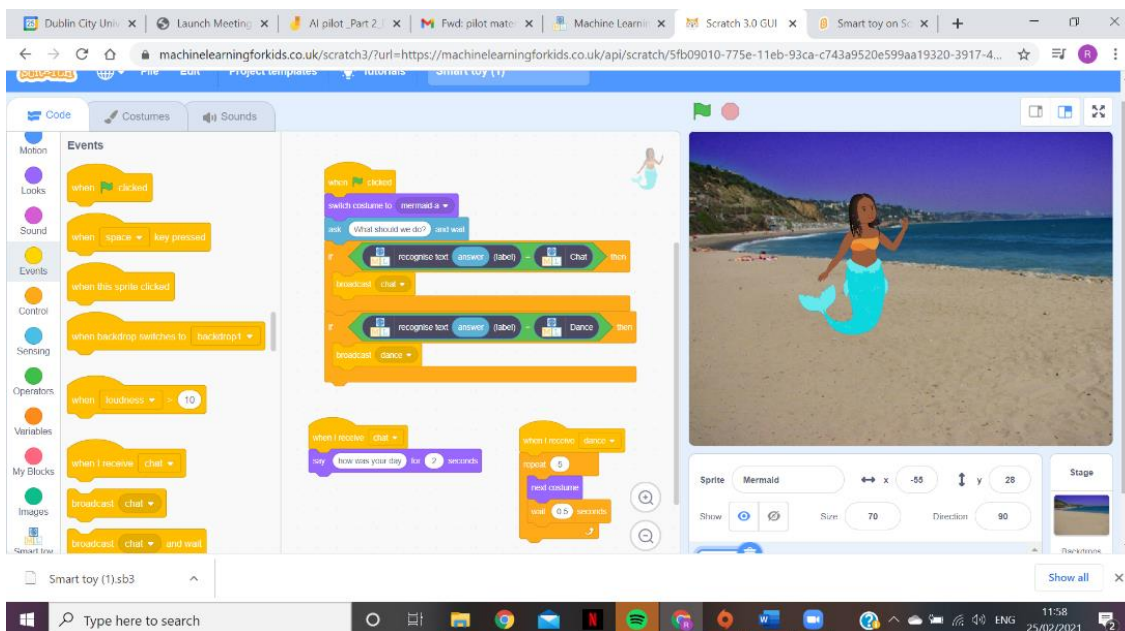 Dublin City Univ
Launch Meeting
AI pilot _Part 2_
Fwd: pilot mater
Machine Learnin
Scratch 3.0 GUI
Smart toy on Sc
machinelearningforkids.co.uk/scratch3/?url=https://machinelearningforkids.co.uk/api/scratch/5fb09010-775e-11eb-93ca-c743a9520e599aa19320-3917-4...
R
SCRATCH File Edit Project templates Tutorials Smart toy (1)
Code Costumes Sounds
Motion
Looks
Sound
Events
Control
Sensing
Operators
Variables
My Blocks
Images
Smart toy
Events
when clicked
when space key pressed
when this sprite clicked
when backdrop switches to backdrop1
when loudness > 10
when I receive chat
broadcast chat
broadcast chat and wait
when clicked
switch costume to mermaid-a
ask What should we do? and wait
if recognise text answer (label) = Chat then
broadcast chat
if recognise text answer (label) = Dance then
broadcast dance
when I receive chat
say how was your day for 2 seconds
when I receive dance
repeat 5
next costume
wait 0.5 seconds
Sprite Mermaid x -55 y 28
Show Size 70 Direction 90
Stage
Backdrops
Smart toy (1).sb3
Show all
Type here to search
ENG
11:58
25/02/2021
2